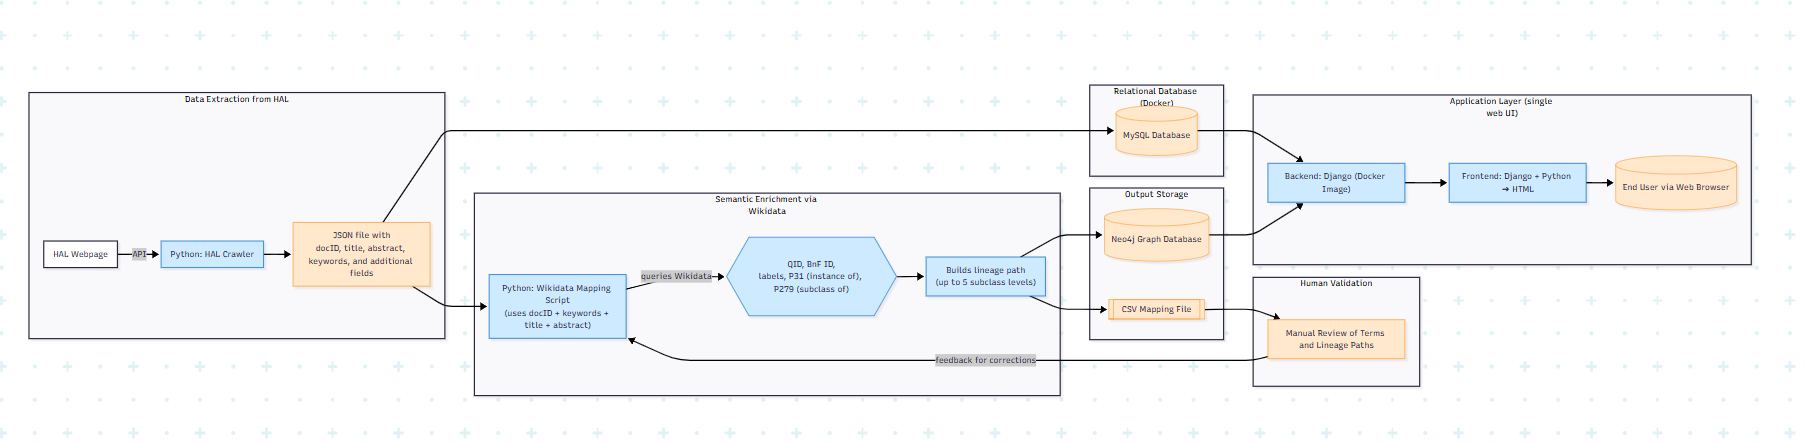 Data Extraction from HAL
HAL Webpage
API
Python: HAL Crawler
JSON file with
docID, title, abstract,
keywords, and additional
fields
Semantic Enrichment via
Wikidata
Python: Wikidata Mapping
Script
(uses docID + keywords +
title + abstract)
queries Wikidata
QID, BnF ID,
labels, P31 (instance of),
P279 (subclass of)
Builds lineage path
(up to 5 subclass levels)
feedback for corrections
Relational Database
(Docker)
MySQL Database
Output Storage
Neo4j Graph Database
CSV Mapping File
Application Layer (single
web UI)
Backend: Django (Docker
Image)
Frontend: Django + Python
➔ HTML
End User via Web Browser
Human Validation
Manual Review of Terms
and Lineage Paths